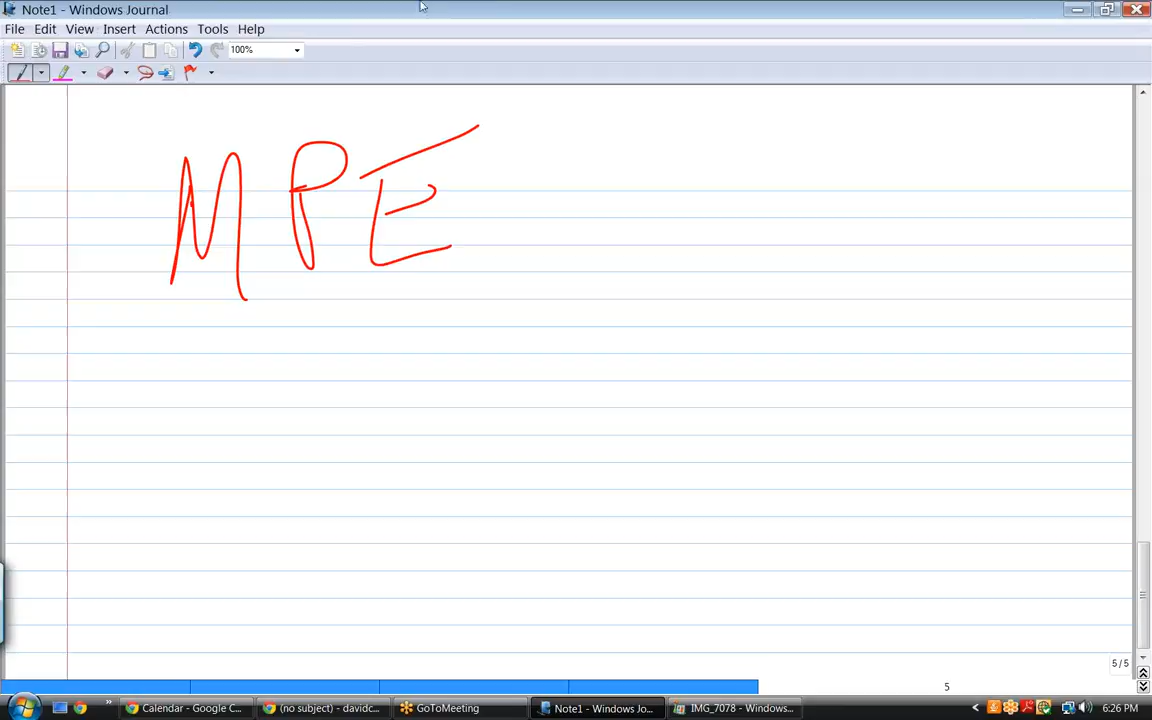 Note1 - Windows Journal
File Edit View Insert Actions Tools Help
100%
MPE
5/5
5
Calendar - Google C...
(no subject) - davidc...
GoToMeeting
Note1 - Windows Jo...
IMG_7078 - Windows...
6:26 PM